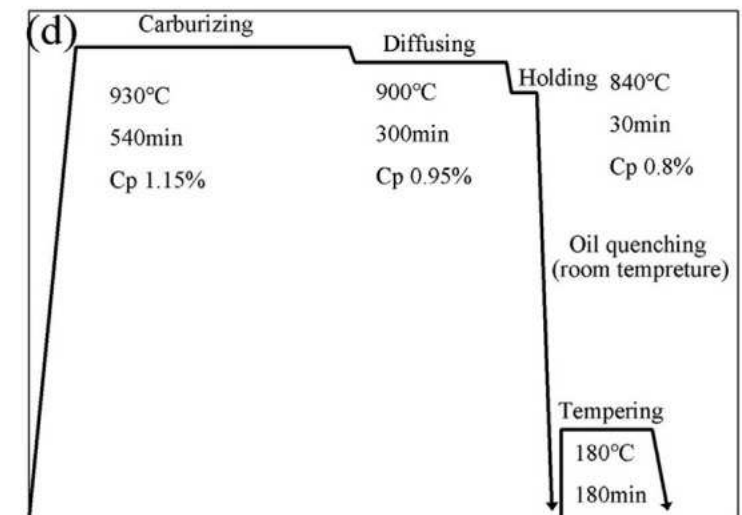 (d)
Carburizing
930℃
540min
Cp 1.15%
Diffusing
900℃
300min
Cp 0.95%
Holding 840℃
30min
Cp 0.8%
Oil quenching
(room tempreture)
Tempering
180℃
180min